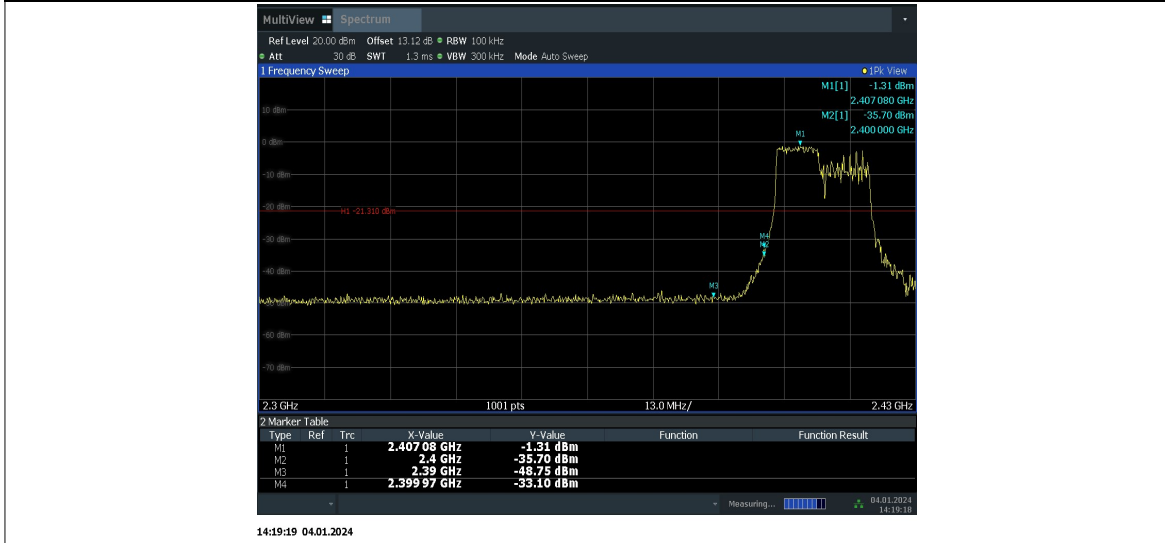 MultiView Spectrum
Ref Level 20.00 dBm Offset 13.12 dB RBW 100 kHz
Att 30 dB SWT 1.3 ms VBW 300 kHz Mode Auto Sweep
1 Frequency Sweep 1Pk View
M1[1] -1.31 dBm
2.407 080 GHz
10 dBm
M2[1] -35.70 dBm
2.400 000 GHz
M1
0 dBm
-10 dBm
-20 dBm
H1 -21.310 dBm
M4
-30 dBm
M2
-40 dBm
M3
-70 dBm
-60 dBm
2.3 GHz 1001 pts 13.0 MHz/ 2.43 GHz
2 Marker Table
Type Ref Trc X-Value Y-Value Function Function Result
M1 1 2.407 08 GHz -1.31 dBm
M2 1 2.4 GHz -35.70 dBm
M3 1 2.39 GHz -48.75 dBm
M4 1 2.399 97 GHz -33.10 dBm
Measuring... 04.01.2024
14:19:18
14:19:19 04.01.2024